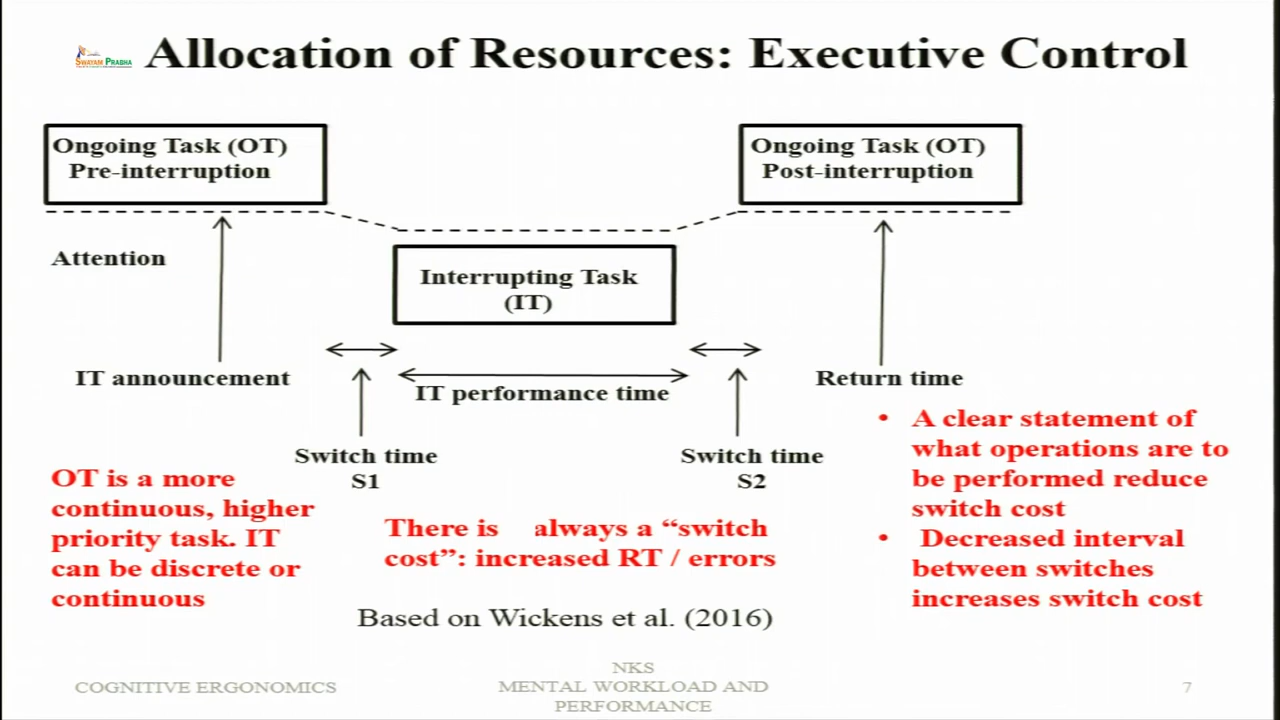 SWAYAM PRABHA
Allocation of Resources: Executive Control
Ongoing Task (OT)
Pre-interruption
Ongoing Task (OT)
Post-interruption
Attention
Interrupting Task
(IT)
IT announcement
IT performance time
Return time
Switch time
S1
Switch time
S2
OT is a more
continuous, higher
priority task. IT
can be discrete or
continuous
There is always a “switch
cost”: increased RT / errors
• A clear statement of
what operations are to
be performed reduce
switch cost
• Decreased interval
between switches
increases switch cost
Based on Wickens et al. (2016)
COGNITIVE ERGONOMICS
NKS
MENTAL WORKLOAD AND
PERFORMANCE
7